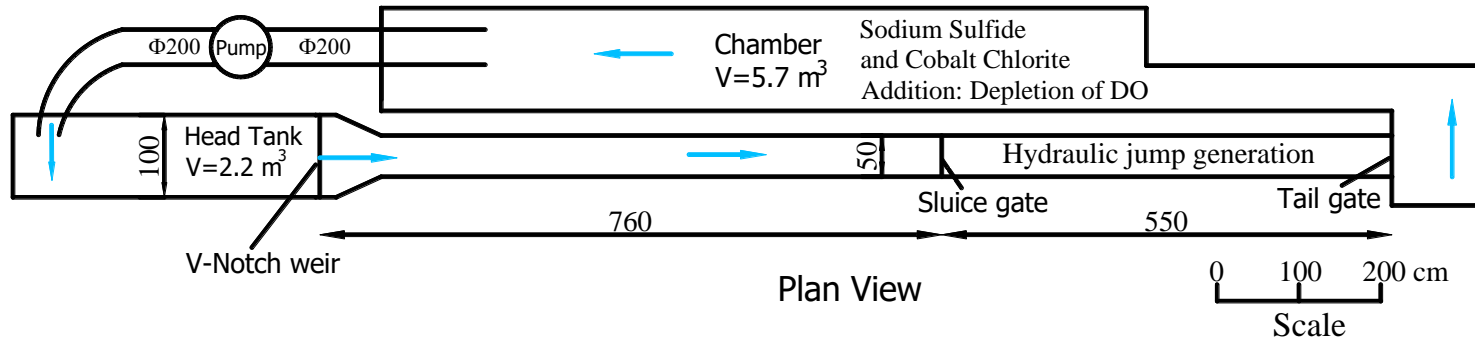 Φ200
Pump
Φ200
Chamber
V=5.7 m³
Sodium Sulfide
and Cobalt Chlorite
Addition: Depletion of DO
100
Head Tank
V=2.2 m³
50
Hydraulic jump generation
Sluice gate
Tail gate
760
550
V-Notch weir
Plan View
0 100 200 cm
Scale